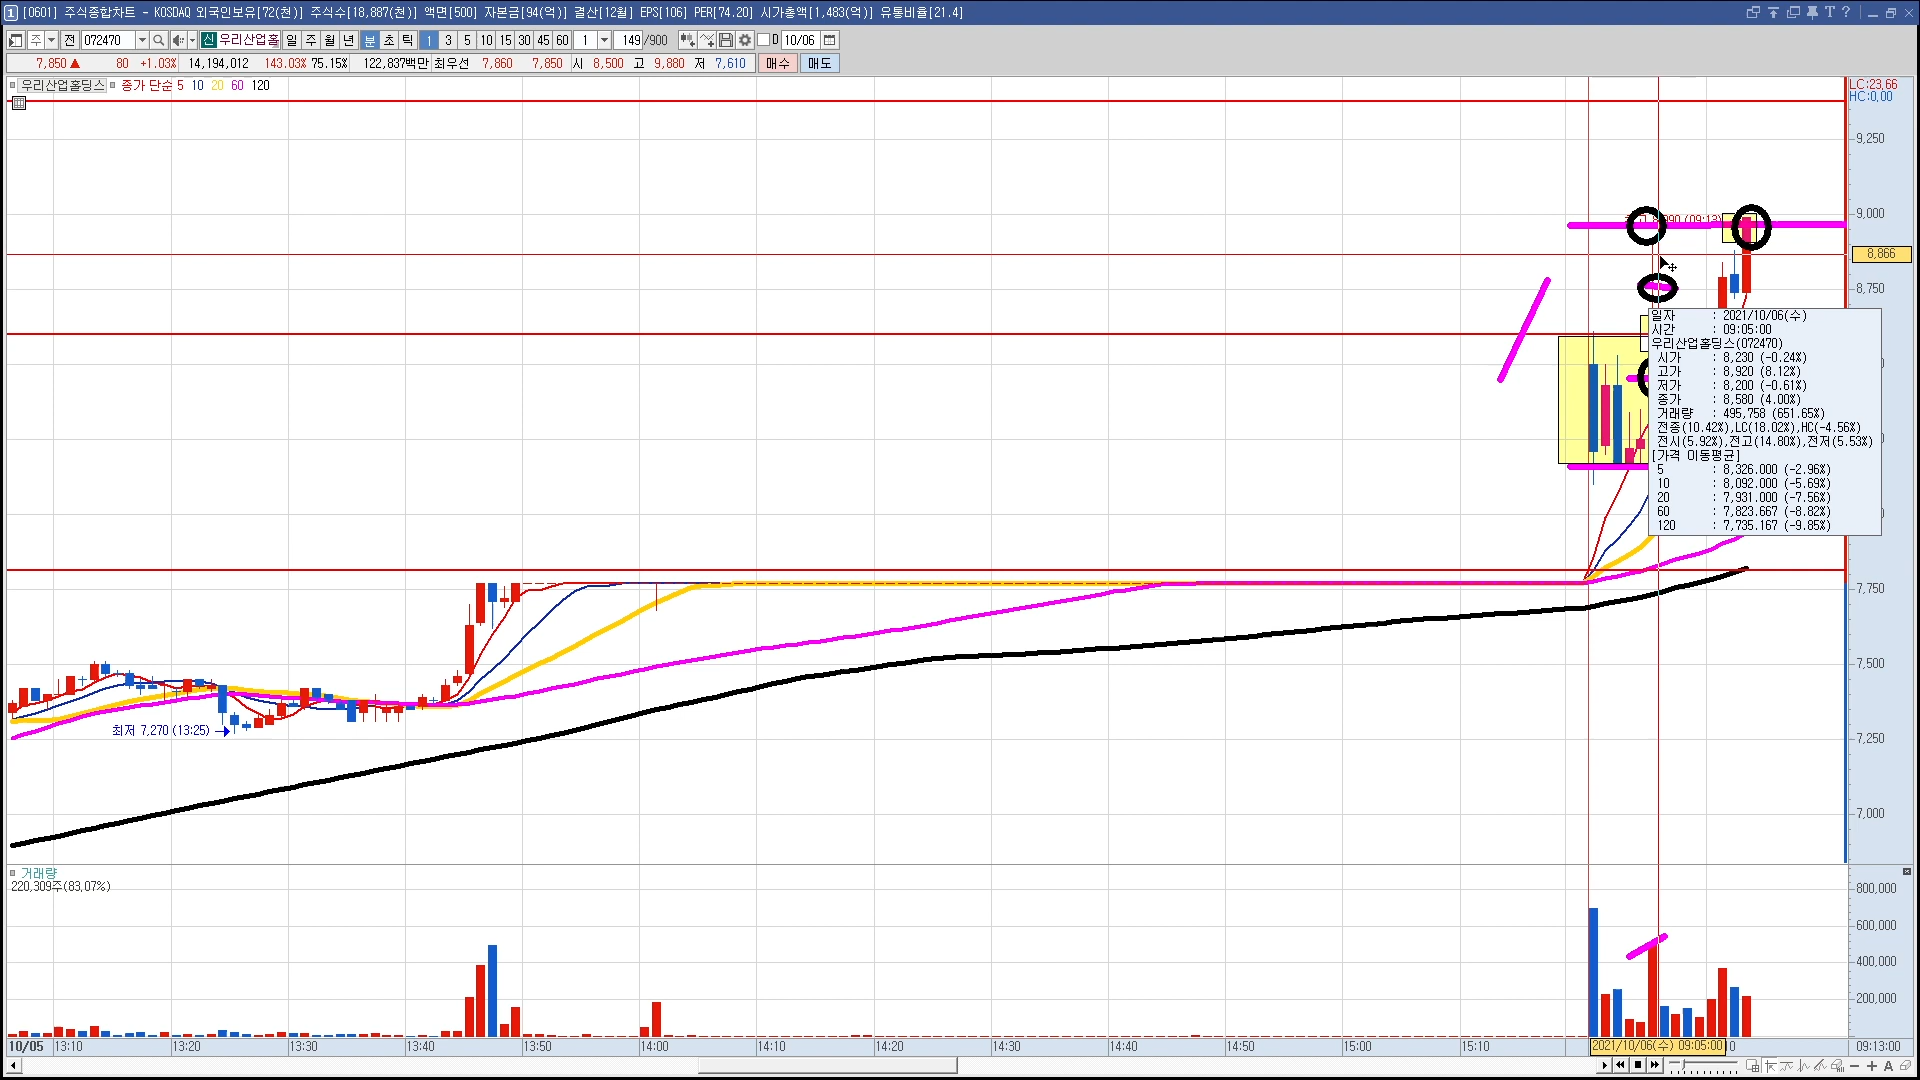 1 [0601] 주식종합차트 - KOSDAQ 외국인보유[72(천)] 주식수[18,887(천)] 액면[500] 자본금[94(억)] 결산[12월] EPS[106] PER[74.20] 시가총액[1,483(억)] 유통비율[21.4] T ?
주 전 072470 신 우리산업홀 일 주 월 년 분 초 틱 1 3 5 10 15 30 45 60 1 149 /900 D 10/06
7,850 ▲ 80 +1.03% 14,194,012 143.03% 75.15% 122,837백만 최우선 7,860 7,850 시 8,500 고 9,880 저 7,610 매수 매도
우리산업홀딩스 종가 단순 5 10 20 60 120
LC:23.66
HC:0.00
9,250
9,000
8,866
8,750
7,750
7,500
7,250
7,000
일자 : 2021/10/06(수)
시간 : 09:05:00
우리산업홀딩스(072470)
시가 : 8,230 (-0.24%)
고가 : 8,920 (8.12%)
저가 : 8,200 (-0.61%)
종가 : 8,580 (4.00%)
거래량 : 495,758 (651.65%)
전종(10.42%),LC(18.02%),HC(-4.56%)
전시(5.92%),전고(14.80%),전저(5.53%)
[가격 이동평균]
5 : 8,326.000 (-2.96%)
10 : 8,092.000 (-5.69%)
20 : 7,931.000 (-7.56%)
60 : 7,823.667 (-8.82%)
120 : 7,735.167 (-9.85%)
최저 7,270 (13:25)
거래량
220,309주(83.07%)
800,000
600,000
400,000
200,000
10/05 13:10 13:20 13:30 13:40 13:50 14:00 14:10 14:20 14:30 14:40 14:50 15:00 15:10 2021/10/06(수) 09:05:00 09:13:00
A